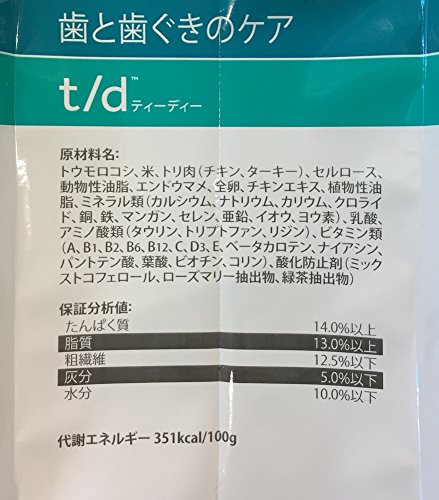 歯と歯ぐきのケア
t/d™ティーディー
原材料名:
トウモロコシ、米、トリ肉(チキン、ターキー)、セルロース、
動物性油脂、エンドウマメ、全卵、チキンエキス、植物性油
脂、ミネラル類(カルシウム、ナトリウム、カリウム、クロライ
ド、銅、鉄、マンガン、セレン、亜鉛、イオウ、ヨウ素)、乳酸、
アミノ酸類(タウリン、トリプトファン、リジン)、ビタミン類
(A、B1、B2、B6、B12、C、D3、E、ベータカロテン、ナイアシン、
パントテン酸、葉酸、ビオチン、コリン)、酸化防止剤(ミック
ストコフェロール、ローズマリー抽出物、緑茶抽出物)
保証分析値:
たんぱく質 14.0%以上
脂質 13.0%以上
粗繊維 12.5%以下
灰分 5.0%以下
水分 10.0%以下
代謝エネルギー 351kcal/100g